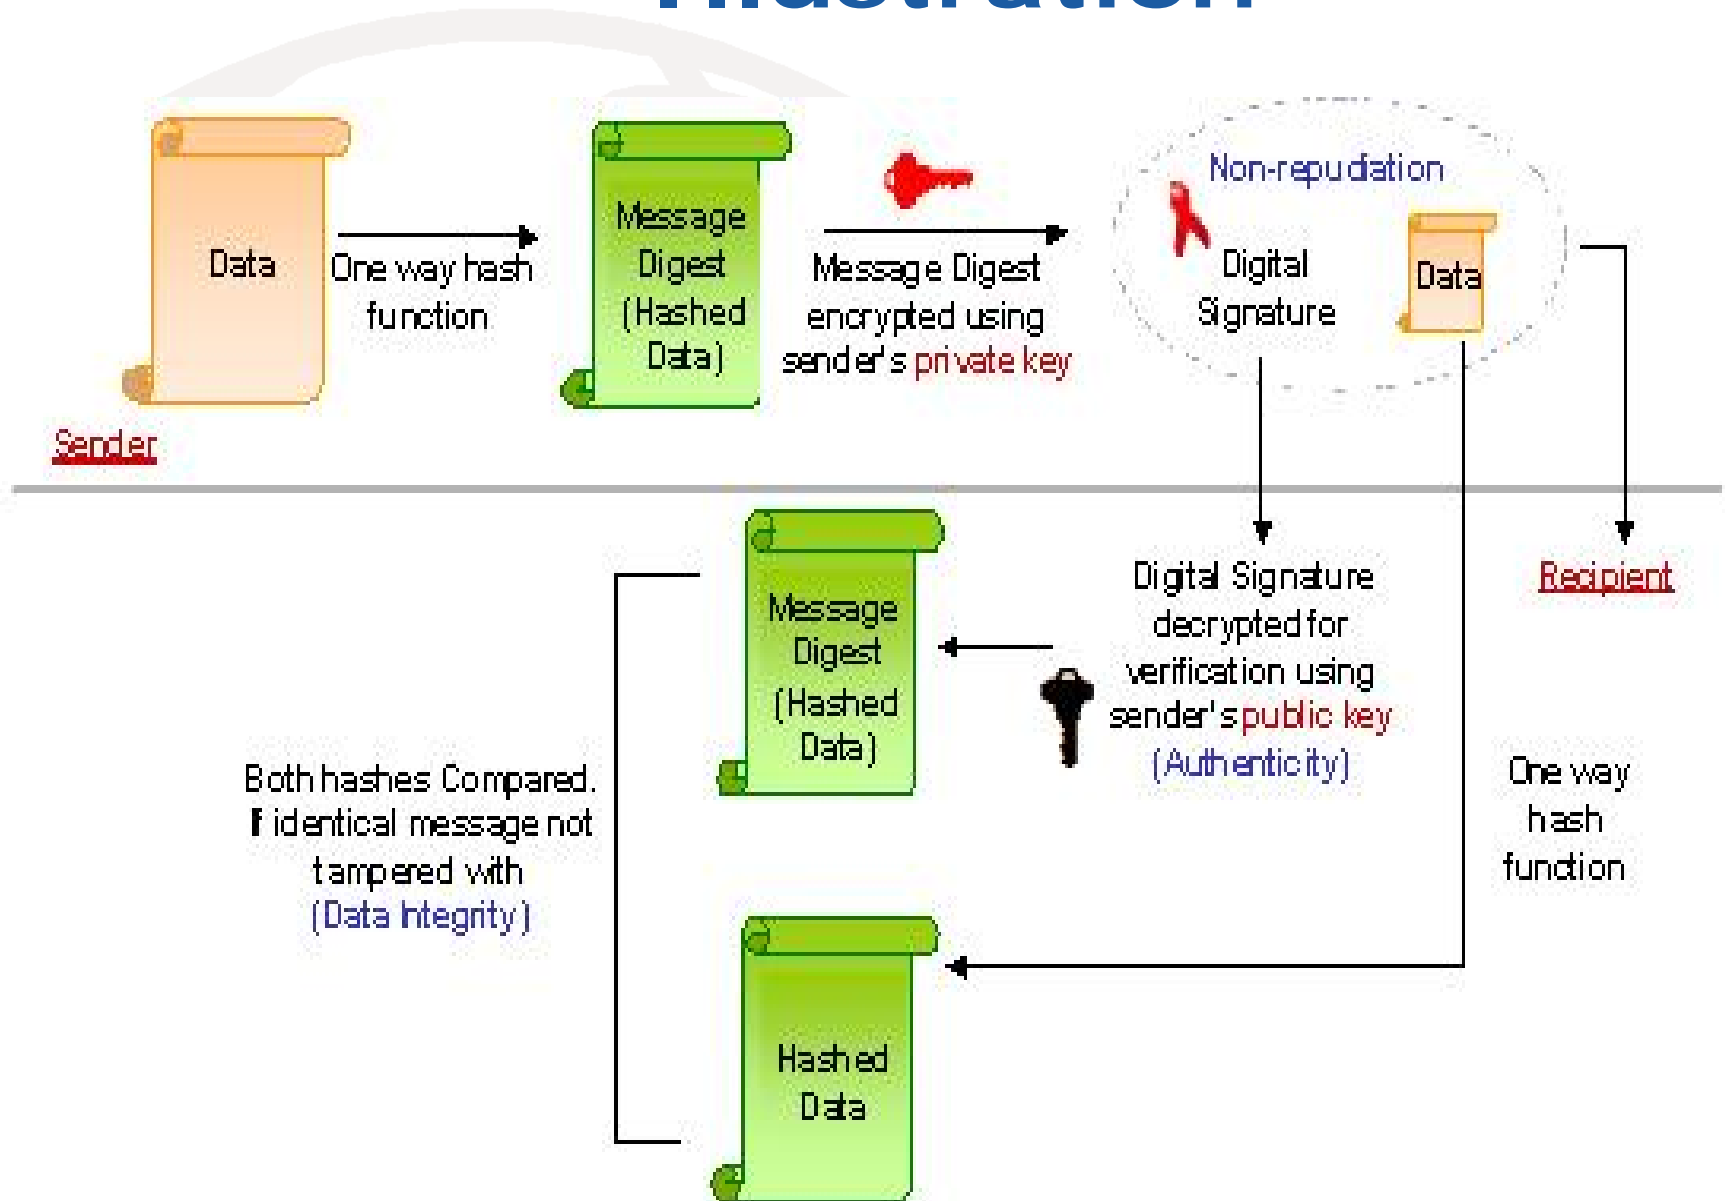 Illustration
Data
One way hash
function
Message
Digest
(Hashed
Data)
Message Digest
encrypted using
sender's private key
Non-repudiation
Digital
Signature
Data
Sender
Recipient
Digital Signature
decrypted for
verification using
sender's public key
(Authenticity)
Message
Digest
(Hashed
Data)
One way
hash
function
Both hashes Compared.
If identical message not
tampered with
(Data Integrity)
Hashed
Data